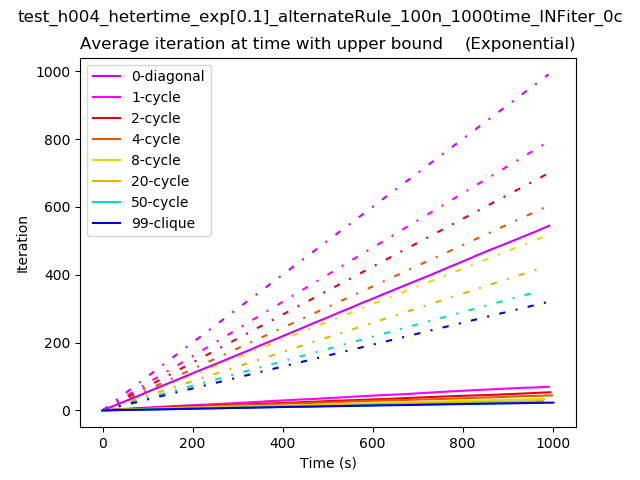 test_h004_hetertime_exp[0.1]_alternateRule_100n_1000time_INFiter_0c
Average iteration at time with upper bound (Exponential)
0-diagonal
1-cycle
2-cycle
4-cycle
8-cycle
20-cycle
50-cycle
99-clique
Iteration
1000
800
600
400
200
0
0 200 400 600 800 1000
Time (s)